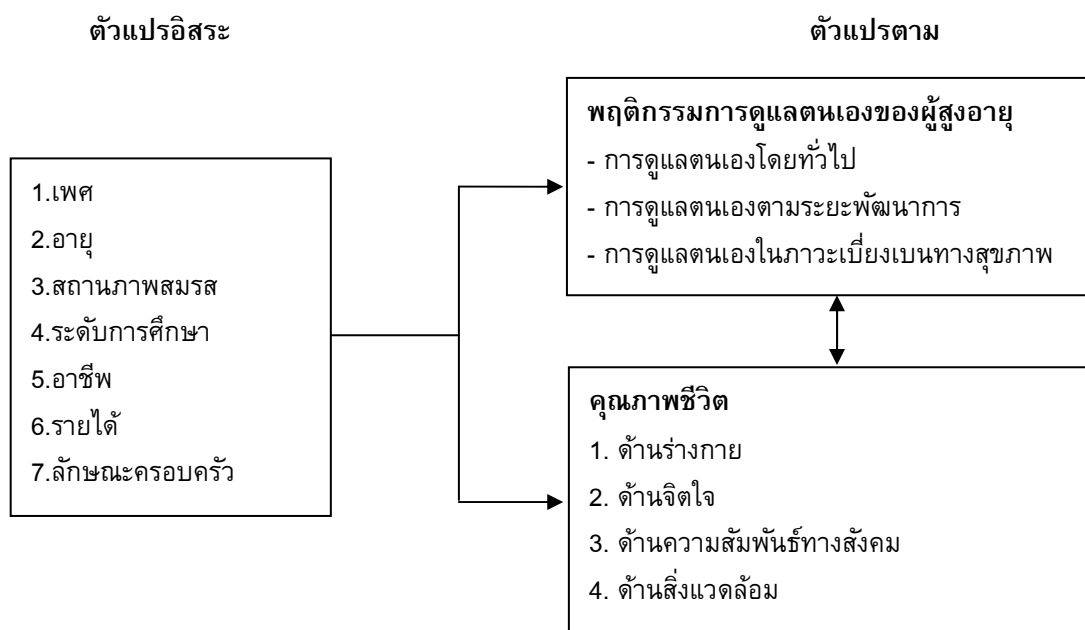 ตัวแปรอิสระ
ตัวแปรตาม
1.เพศ
2.อายุ
3.สถานภาพสมรส
4.ระดับการศึกษา
5.อาชีพ
6.รายได้
7.ลักษณะครอบครัว
พฤติกรรมการดูแลตนเองของผู้สูงอายุ
- การดูแลตนเองโดยทั่วไป
- การดูแลตนเองตามระยะพัฒนาการ
- การดูแลตนเองในภาวะเบี่ยงเบนทางสุขภาพ
คุณภาพชีวิต
1. ด้านร่างกาย
2. ด้านจิตใจ
3. ด้านความสัมพันธ์ทางสังคม
4. ด้านสิ่งแวดล้อม